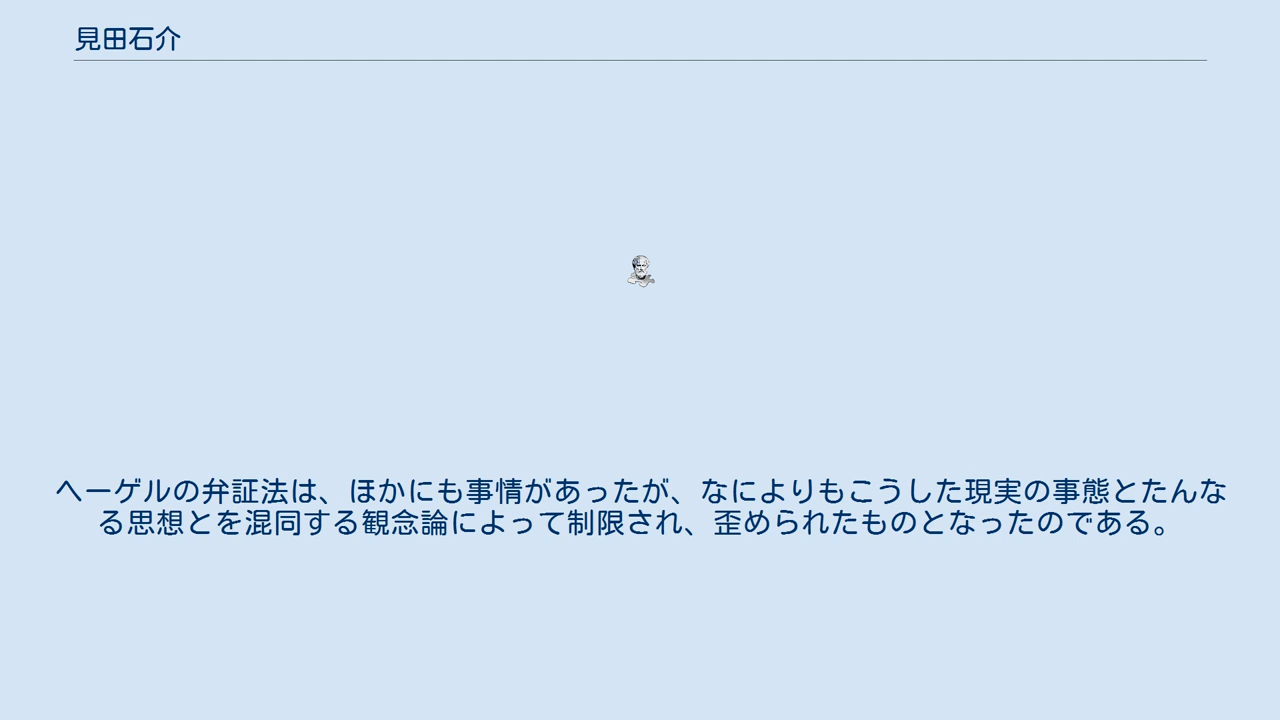 見田石介
ヘーゲルの弁証法は、ほかにも事情があったが、なによりもこうした現実の事態とたんな
る思想とを混同する観念論によって制限され、歪められたものとなったのである。